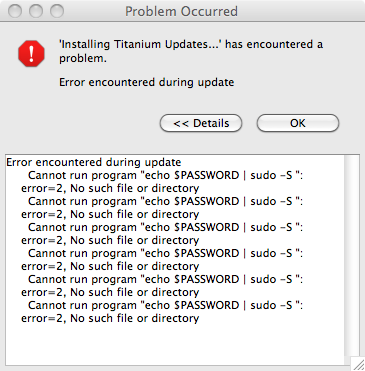 Problem Occurred
'Installing Titanium Updates...' has encountered a
problem.
Error encountered during update
<< Details
OK
Error encountered during update
Cannot run program "echo $PASSWORD | sudo -S ":
error=2, No such file or directory
Cannot run program "echo $PASSWORD | sudo -S ":
error=2, No such file or directory
Cannot run program "echo $PASSWORD | sudo -S ":
error=2, No such file or directory
Cannot run program "echo $PASSWORD | sudo -S ":
error=2, No such file or directory
Cannot run program "echo $PASSWORD | sudo -S ":
error=2, No such file or directory
Cannot run program "echo $PASSWORD | sudo -S ":
error=2, No such file or directory